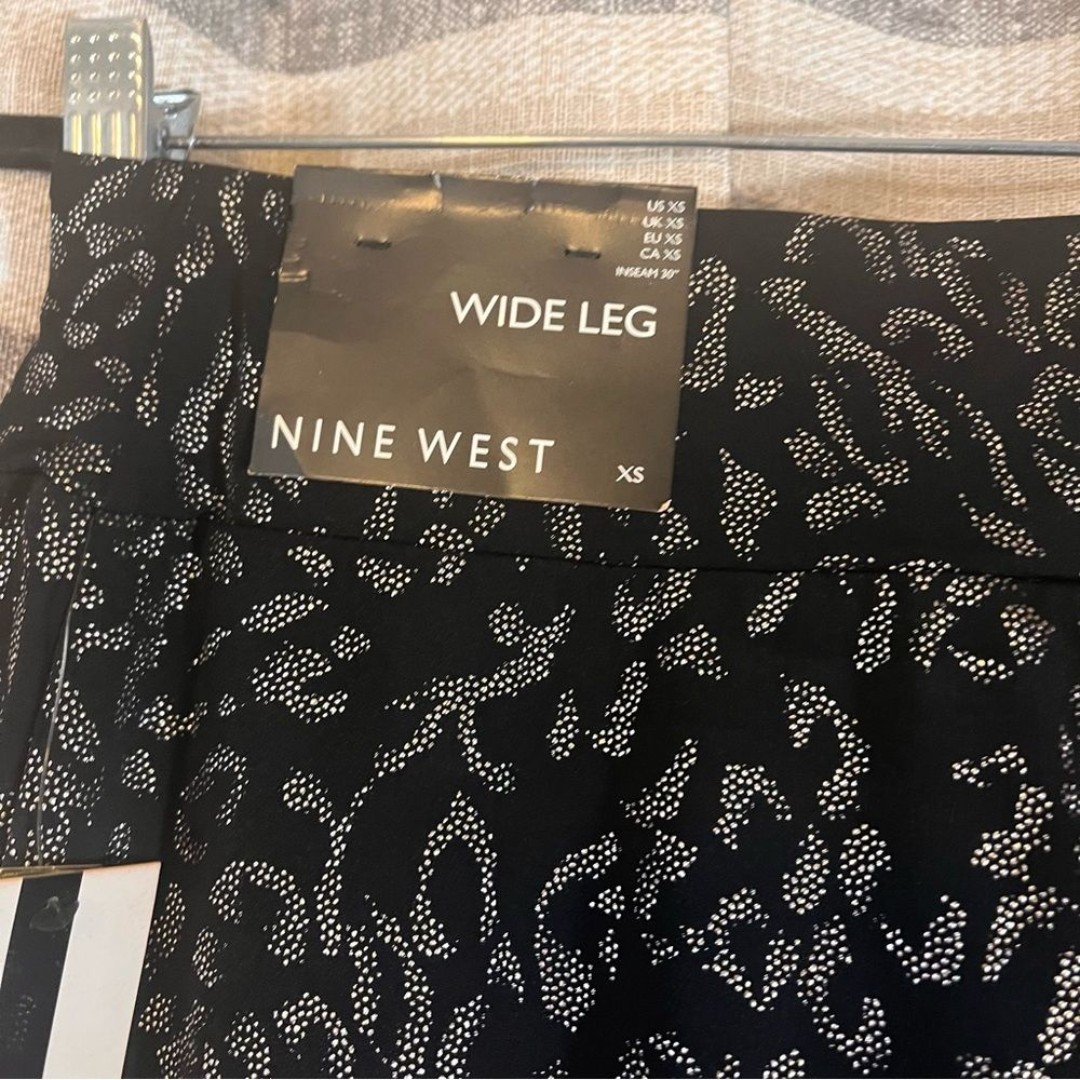 US XS
UK XS
EU XS
CA XS
INSEAM 30"
WIDE LEG
NINE WEST
XS